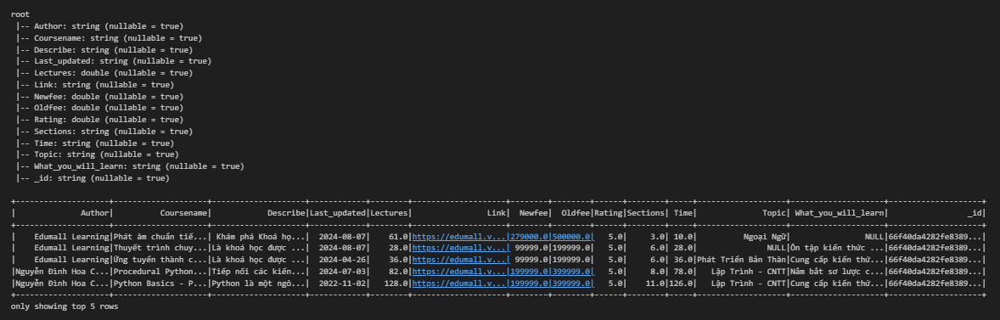 root
 |-- Author: string (nullable = true)
 |-- Coursename: string (nullable = true)
 |-- Describe: string (nullable = true)
 |-- Last_updated: string (nullable = true)
 |-- Lectures: double (nullable = true)
 |-- Link: string (nullable = true)
 |-- Newfee: double (nullable = true)
 |-- Oldfee: double (nullable = true)
 |-- Rating: double (nullable = true)
 |-- Sections: string (nullable = true)
 |-- Time: string (nullable = true)
 |-- Topic: string (nullable = true)
 |-- What_you_will_learn: string (nullable = true)
 |-- _id: string (nullable = true)
+--------------------+--------------------+--------------------+------------+--------+--------------------+--------+--------+------+--------+-----+------------------+--------------------+--------------------+
|              Author|          Coursename|            Describe|Last_updated|Lectures|                Link|  Newfee|  Oldfee|Rating|Sections| Time|             Topic| What_you_will_learn|                 _id|
+--------------------+--------------------+--------------------+------------+--------+--------------------+--------+--------+------+--------+-----+------------------+--------------------+--------------------+
|    Edumall Learning|Phát âm chuẩn tiế...| Khám phá Khoá họ...|  2024-08-07|    61.0|https://edumall.v...|279000.0|500000.0|   5.0|     3.0| 10.0|          Ngoại Ngữ|                NULL|66f40da4282fe8389...|
|    Edumall Learning|Thuyết trình chuy...|Là khoá học được ...|  2024-08-07|    28.0|https://edumall.v...| 99999.0|199999.0|   5.0|     6.0| 28.0|              NULL|Ôn tập kiến thức ...|66f40da4282fe8389...|
|    Edumall Learning|Ứng tuyển thành c...|Là khoá học được ...|  2024-04-26|    36.0|https://edumall.v...| 99999.0|199999.0|   5.0|     6.0| 36.0|Phát Triển Bản Thân|Cung cấp kiến thứ...|66f40da4282fe8389...|
|Nguyễn Đình Hoa C...|Procedural Python...|Tiếp nối các kiến...|  2024-07-03|    82.0|https://edumall.v...|199999.0|399999.0|   5.0|     8.0| 78.0|   Lập Trình - CNTT|Nắm bắt sơ lược c...|66f40da4282fe8389...|
|Nguyễn Đình Hoa C...|Python Basics - P...|Python là một ngô...|  2022-11-02|   128.0|https://edumall.v...|199999.0|399999.0|   5.0|    11.0|126.0|   Lập Trình - CNTT|Cung cấp kiến thứ...|66f40da4282fe8389...|
+--------------------+--------------------+--------------------+------------+--------+--------------------+--------+--------+------+--------+-----+------------------+--------------------+--------------------+
only showing top 5 rows